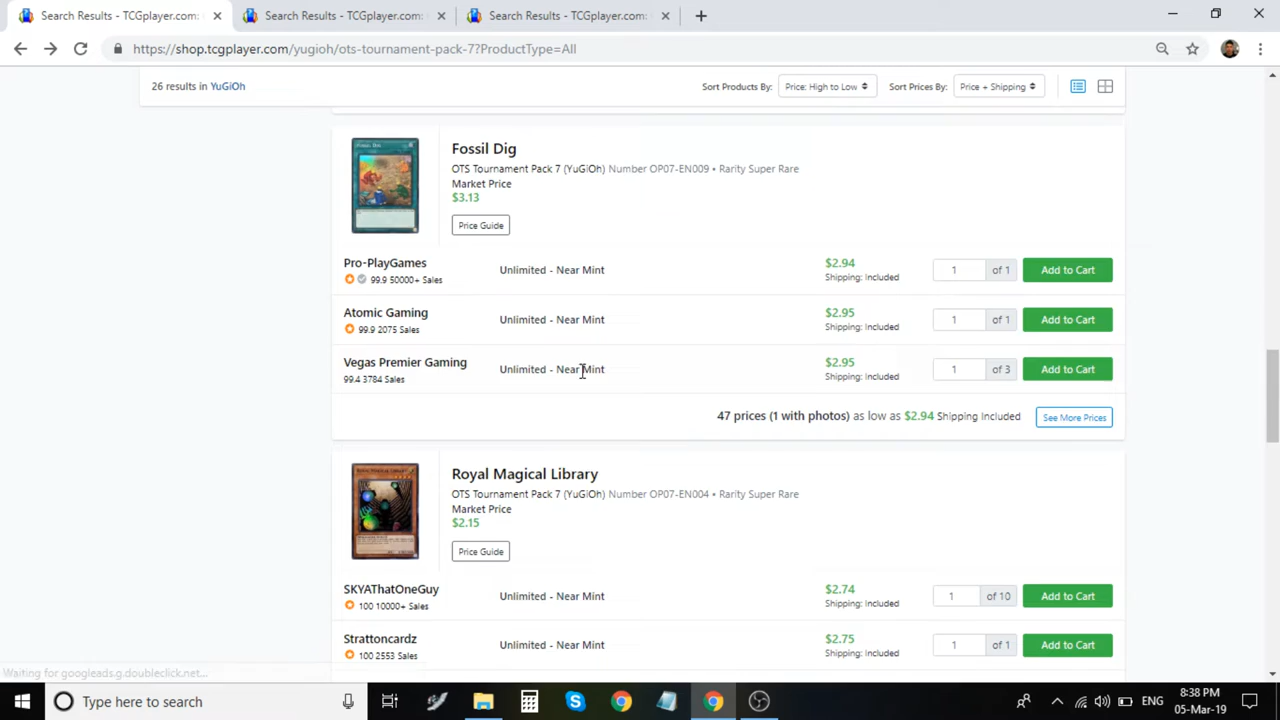 Search Results - TCGplayer.com:
Search Results - TCGplayer.com:
Search Results - TCGplayer.com:
https://shop.tcgplayer.com/yugioh/ots-tournament-pack-7?ProductType=All
26 results in YuGiOh
Sort Products By: Price: High to Low Sort Prices By: Price + Shipping
Fossil Dig
OTS Tournament Pack 7 (YuGiOh) Number OP07-EN009 • Rarity Super Rare
Market Price
$3.13
Price Guide
Pro-PlayGames
99.9 50000+ Sales
Unlimited - Near Mint
$2.94
Shipping: Included
1 of 1 Add to Cart
Atomic Gaming
99.9 2075 Sales
Unlimited - Near Mint
$2.95
Shipping: Included
1 of 1 Add to Cart
Vegas Premier Gaming
99.4 3784 Sales
Unlimited - Near Mint
$2.95
Shipping: Included
1 of 3 Add to Cart
47 prices (1 with photos) as low as $2.94 Shipping Included See More Prices
Royal Magical Library
OTS Tournament Pack 7 (YuGiOh) Number OP07-EN004 • Rarity Super Rare
Market Price
$2.15
Price Guide
SKYAThatOneGuy
100 10000+ Sales
Unlimited - Near Mint
$2.74
Shipping: Included
1 of 10 Add to Cart
Strattoncardz
100 2553 Sales
Unlimited - Near Mint
$2.75
Shipping: Included
1 of 1 Add to Cart
Waiting for googleads.g.doubleclick.net...
Type here to search
ENG
8:38 PM
05-Mar-19